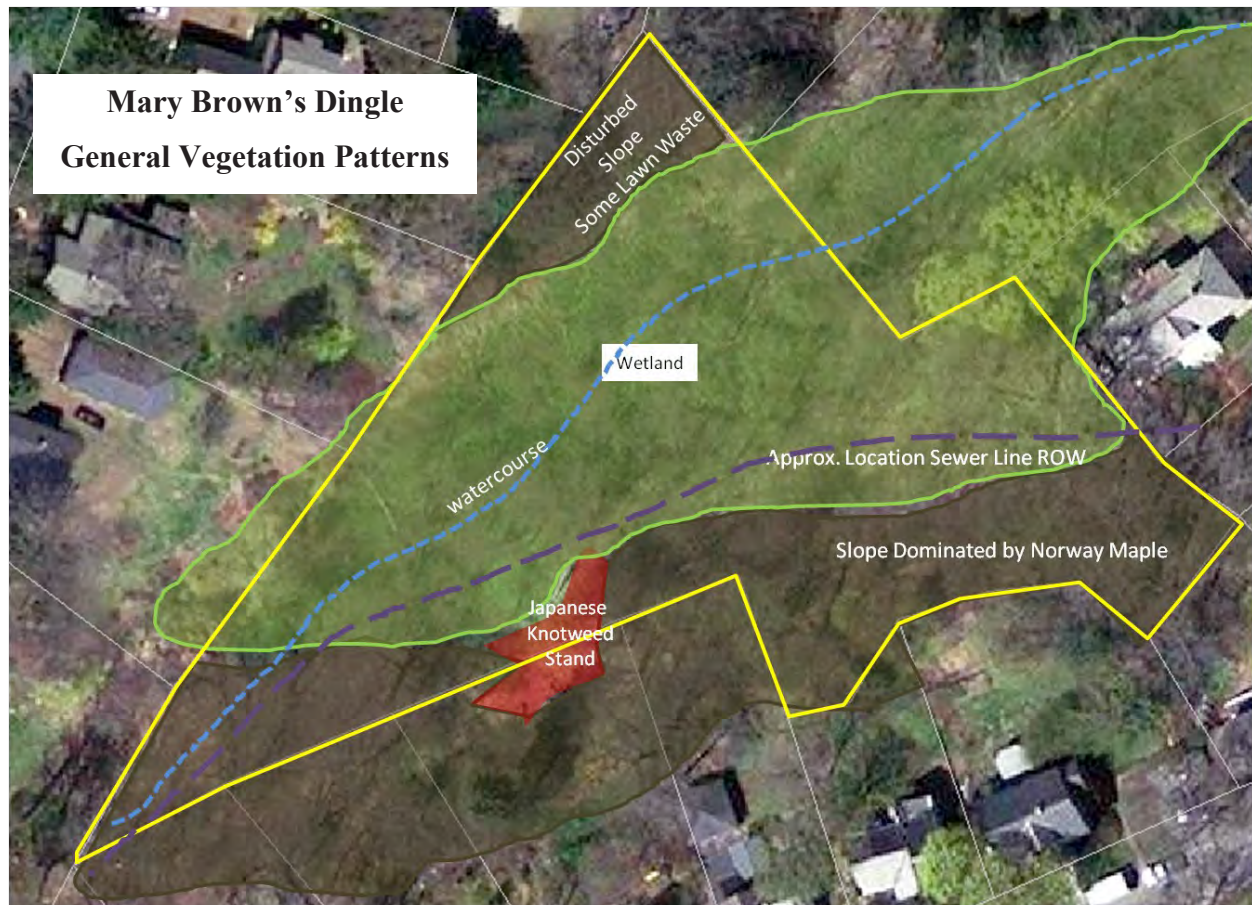 Mary Brown's Dingle
General Vegetation Patterns
Disturbed
Slope
Some Lawn Waste
Wetland
watercourse
Approx. Location Sewer Line ROW
Slope Dominated by Norway Maple
Japanese
Knotweed
Stand